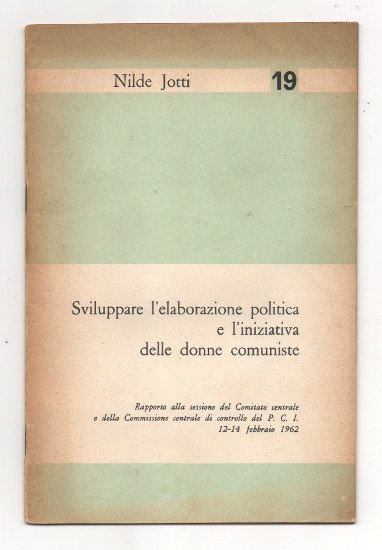 Nilde Jotti 19
Sviluppare l'elaborazione politica
e l'iniziativa
delle donne comuniste
Rapporto alla sessione del Comitato centrale
e della Commissione centrale di controllo del P. C. I.
12-14 febbraio 1962